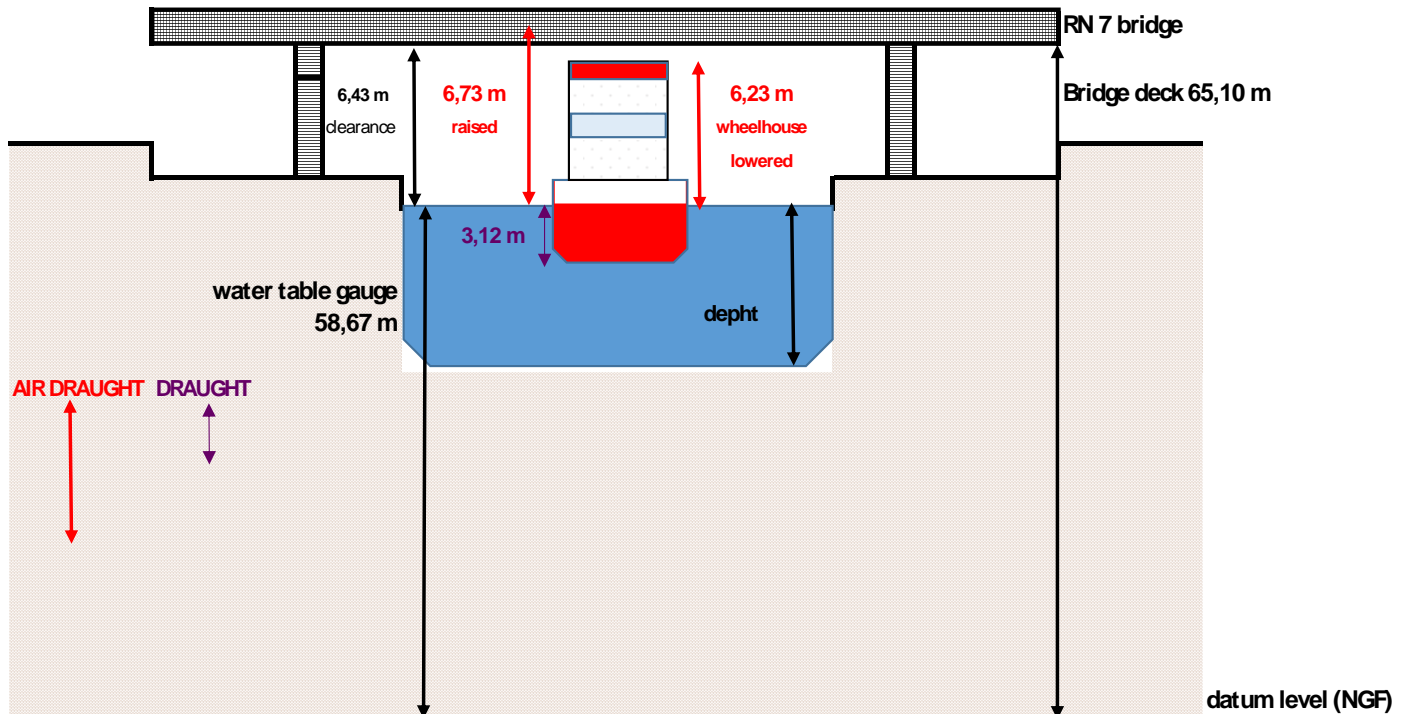 RN 7 bridge
Bridge deck 65,10 m
6,43 m
clearance
6,73 m
raised
6,23 m
wheelhouse
lowered
3,12 m
water table gauge
58,67 m
depht
AIR DRAUGHT
DRAUGHT
datum level (NGF)